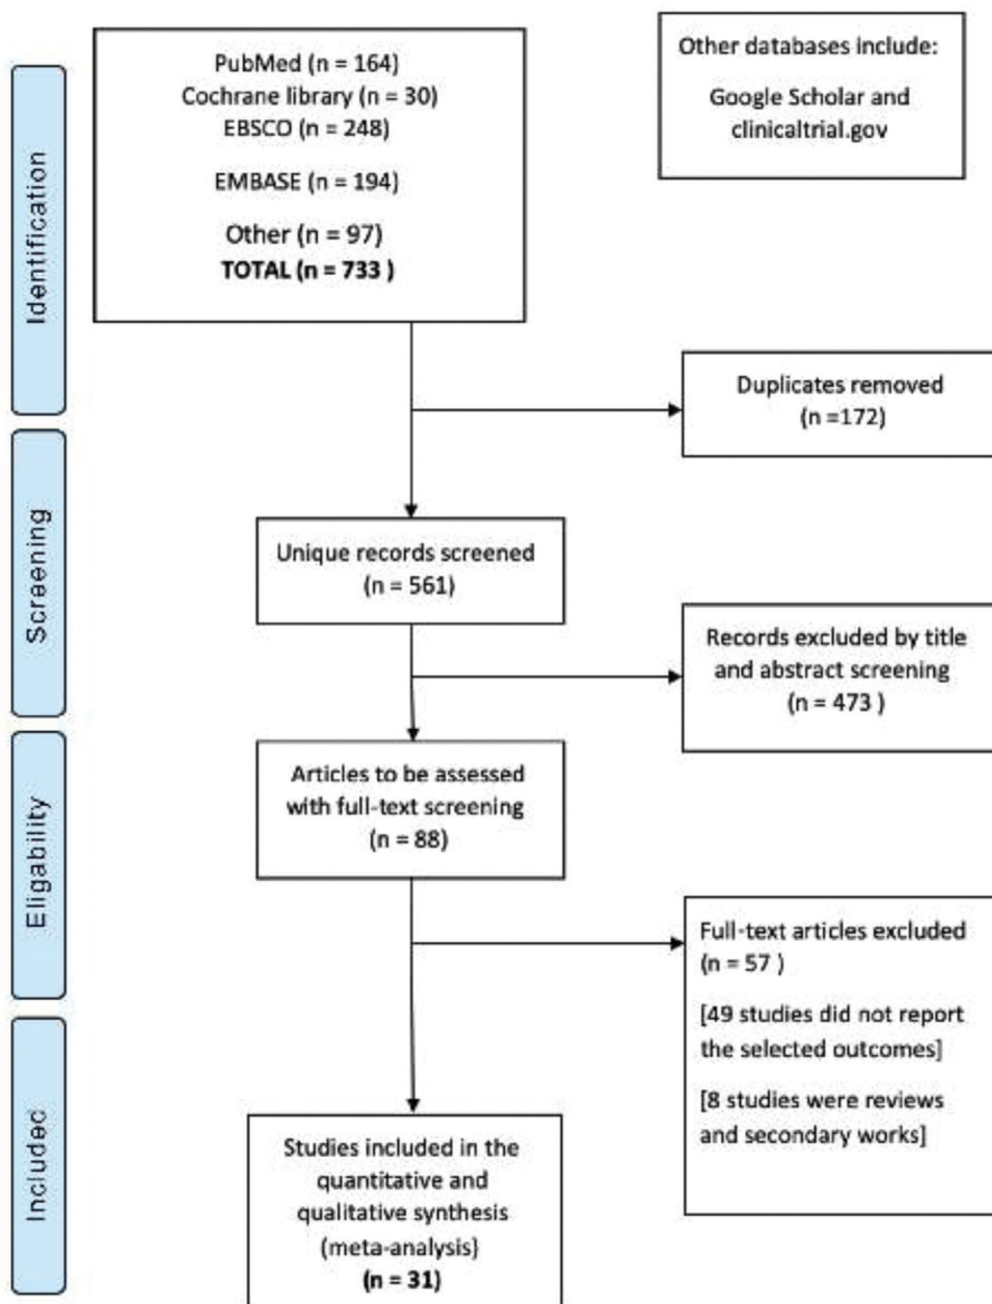 Identification
PubMed (n = 164)
Cochrane library (n = 30)
EBSCO (n = 248)
EMBASE (n = 194)
Other (n = 97)
TOTAL (n = 733 )
Other databases include:
Google Scholar and
clinicaltrial.gov
Duplicates removed
(n =172)
Screening
Unique records screened
(n = 561)
Records excluded by title
and abstract screening
(n = 473 )
Eligability
Articles to be assessed
with full-text screening
(n = 88)
Full-text articles excluded
(n = 57 )
[49 studies did not report
the selected outcomes]
[8 studies were reviews
and secondary works]
Included
Studies included in the
quantitative and
qualitative synthesis
(meta-analysis)
(n = 31)